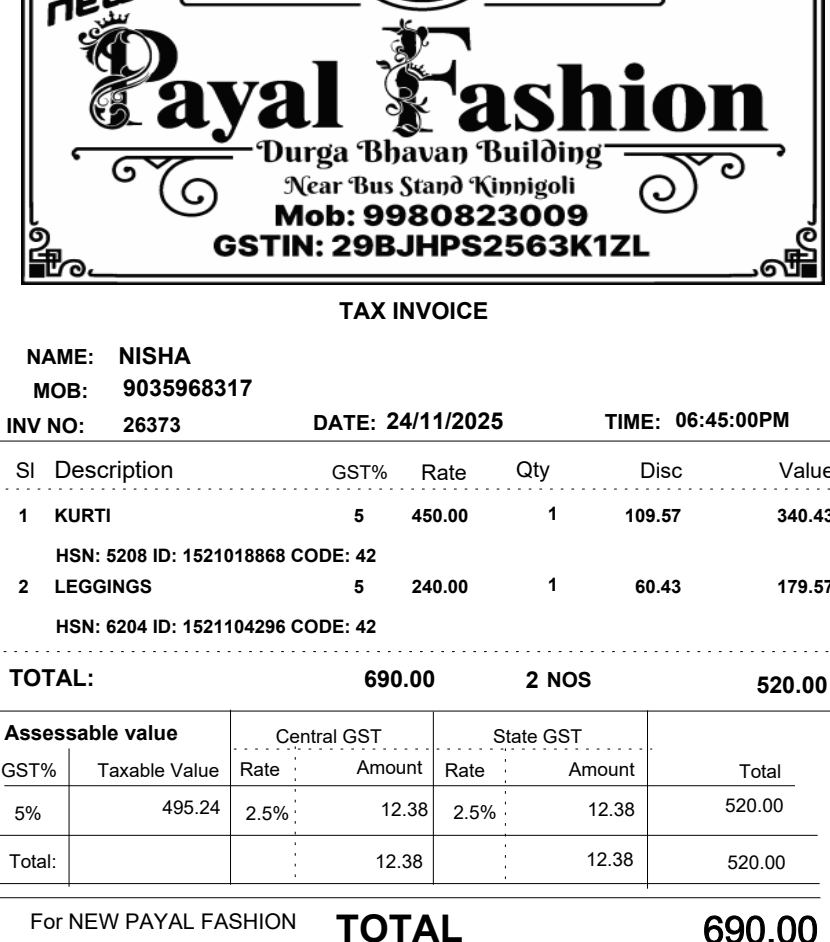 new
Payal Fashion
Durga Bhavan Building
Near Bus Stand Kinnigoli
Mob: 9980823009
GSTIN: 29BJHPS2563K1ZL
TAX INVOICE
NAME: NISHA
MOB: 9035968317
INV NO: 26373 DATE: 24/11/2025 TIME: 06:45:00PM
Sl Description GST% Rate Qty Disc Value
1 KURTI 5 450.00 1 109.57 340.43
HSN: 5208 ID: 1521018868 CODE: 42
2 LEGGINGS 5 240.00 1 60.43 179.57
HSN: 6204 ID: 1521104296 CODE: 42
TOTAL: 690.00 2 NOS 520.00
Assessable value Central GST State GST
GST% Taxable Value Rate Amount Rate Amount Total
5% 495.24 2.5% 12.38 2.5% 12.38 520.00
Total: 12.38 12.38 520.00
For NEW PAYAL FASHION TOTAL 690.00